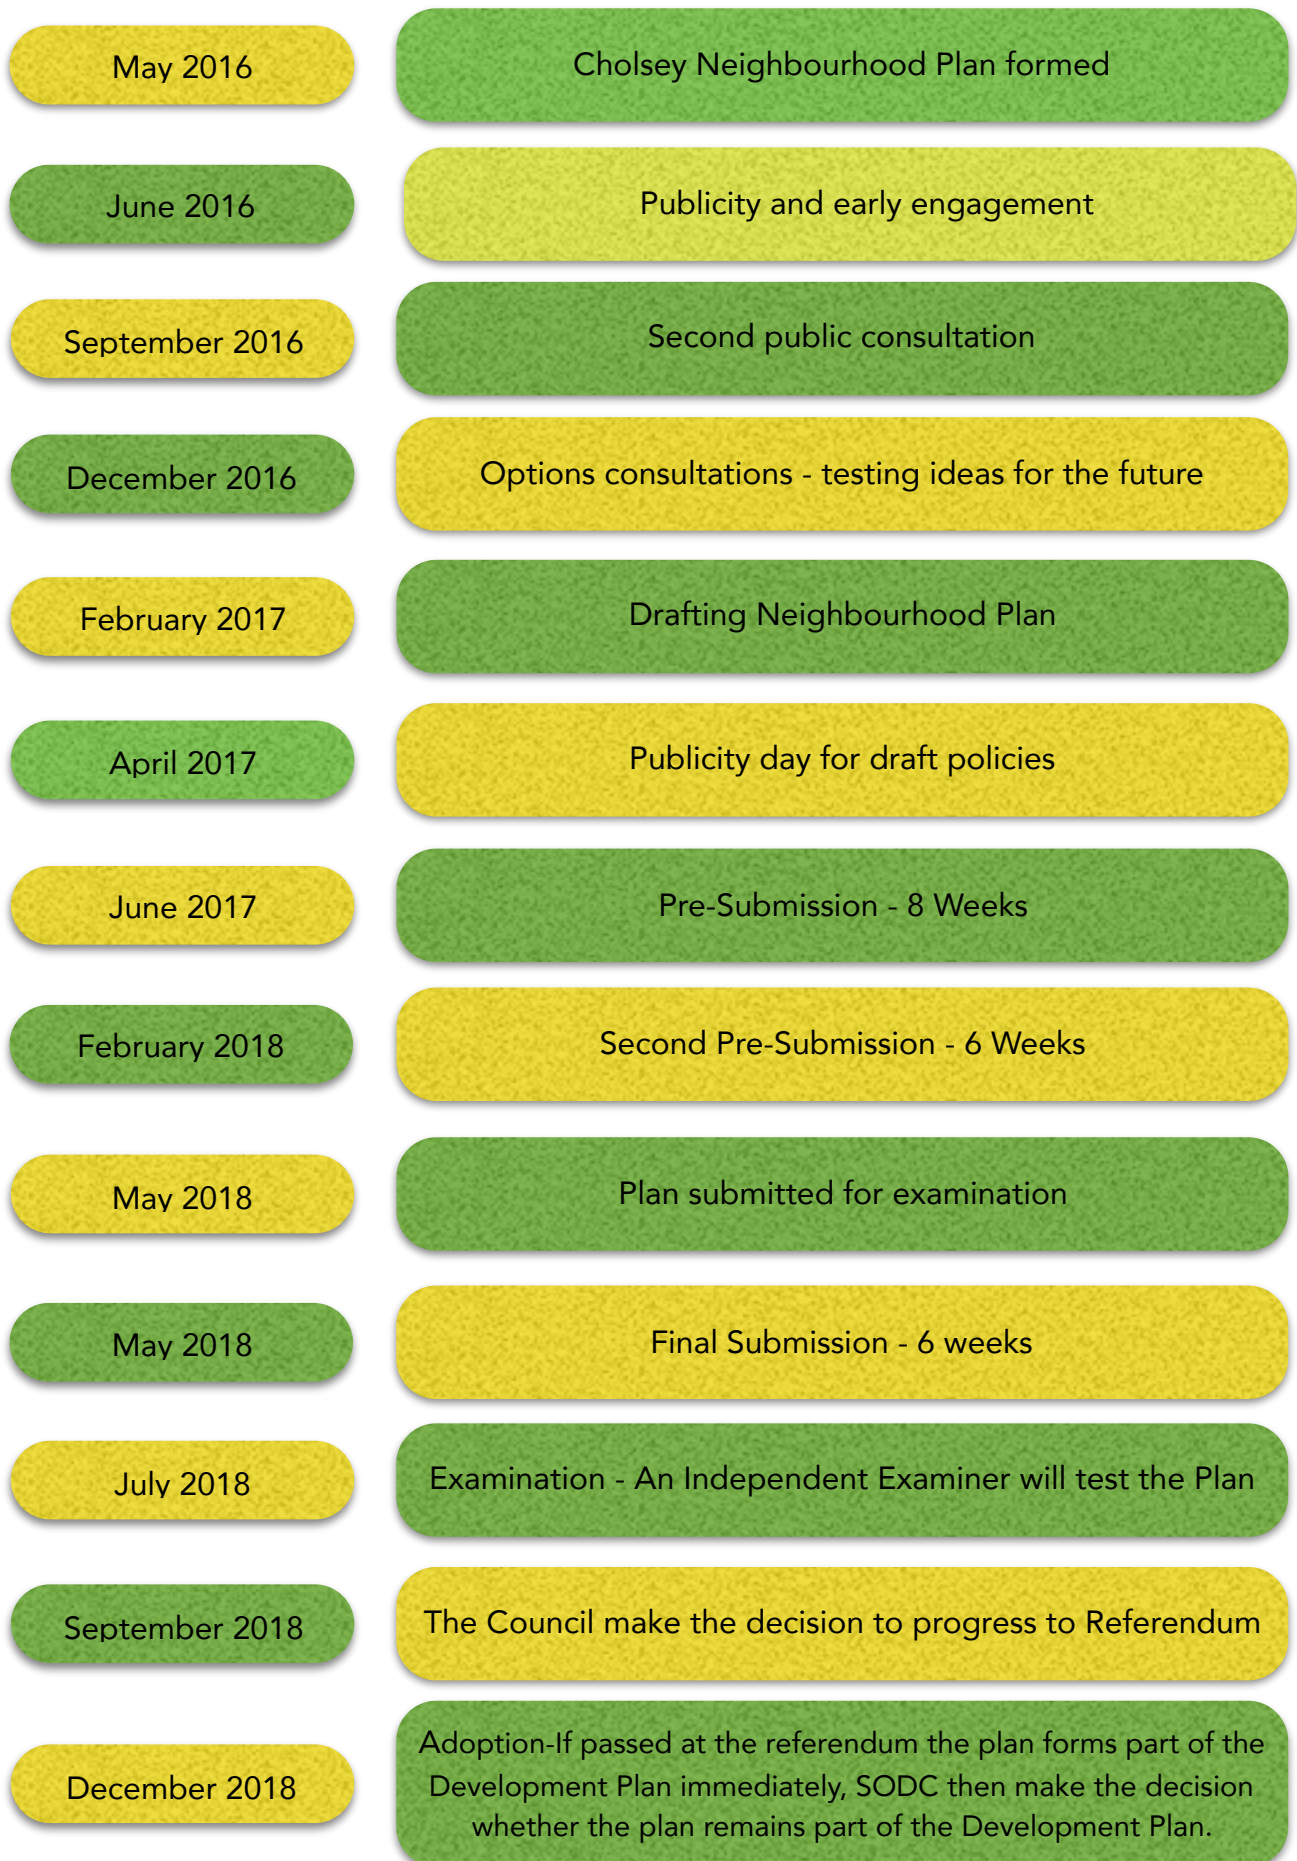 May 2016
Cholsey Neighbourhood Plan formed
June 2016
Publicity and early engagement
September 2016
Second public consultation
December 2016
Options consultations - testing ideas for the future
February 2017
Drafting Neighbourhood Plan
April 2017
Publicity day for draft policies
June 2017
Pre-Submission - 8 Weeks
February 2018
Second Pre-Submission - 6 Weeks
May 2018
Plan submitted for examination
May 2018
Final Submission - 6 weeks
July 2018
Examination - An Independent Examiner will test the Plan
September 2018
The Council make the decision to progress to Referendum
December 2018
Adoption-If passed at the referendum the plan forms part of the
Development Plan immediately, SODC then make the decision
whether the plan remains part of the Development Plan.